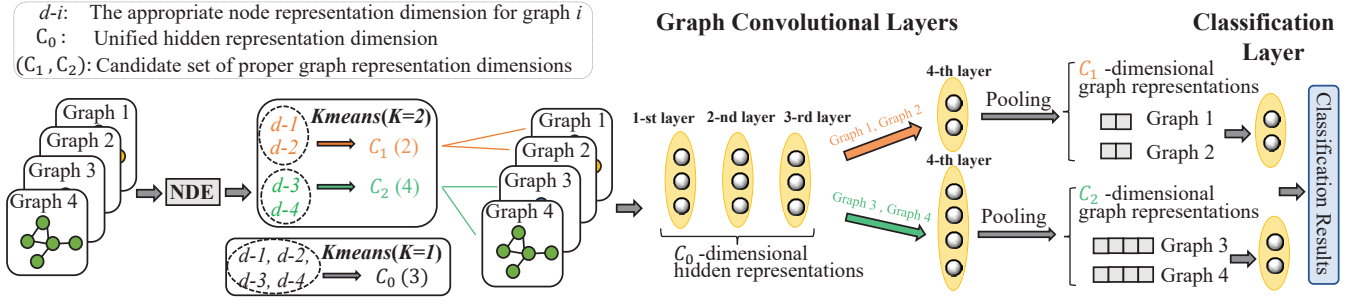 d-i: The appropriate node representation dimension for graph i
C₀: Unified hidden representation dimension
(C₁,C₂): Candidate set of proper graph representation dimensions
Graph 1
Graph 2
Graph 3
Graph 4
NDE
Kmeans(K=2)
d-1
d-2
C₁ (2)
d-3
d-4
C₂ (4)
Kmeans(K=1)
d-1, d-2,
d-3, d-4
C₀ (3)
Graph 1
Graph 2
Graph 3
Graph 4
Graph Convolutional Layers
1-st layer
2-nd layer
3-rd layer
C₀ -dimensional
hidden representations
Graph 1, Graph 2
Graph 3 , Graph 4
4-th layer
4-th layer
Pooling
Pooling
C₁ -dimensional
graph representations
Graph 1
Graph 2
C₂ -dimensional
graph representations
Graph 3
Graph 4
Classification
Layer
Classification Results